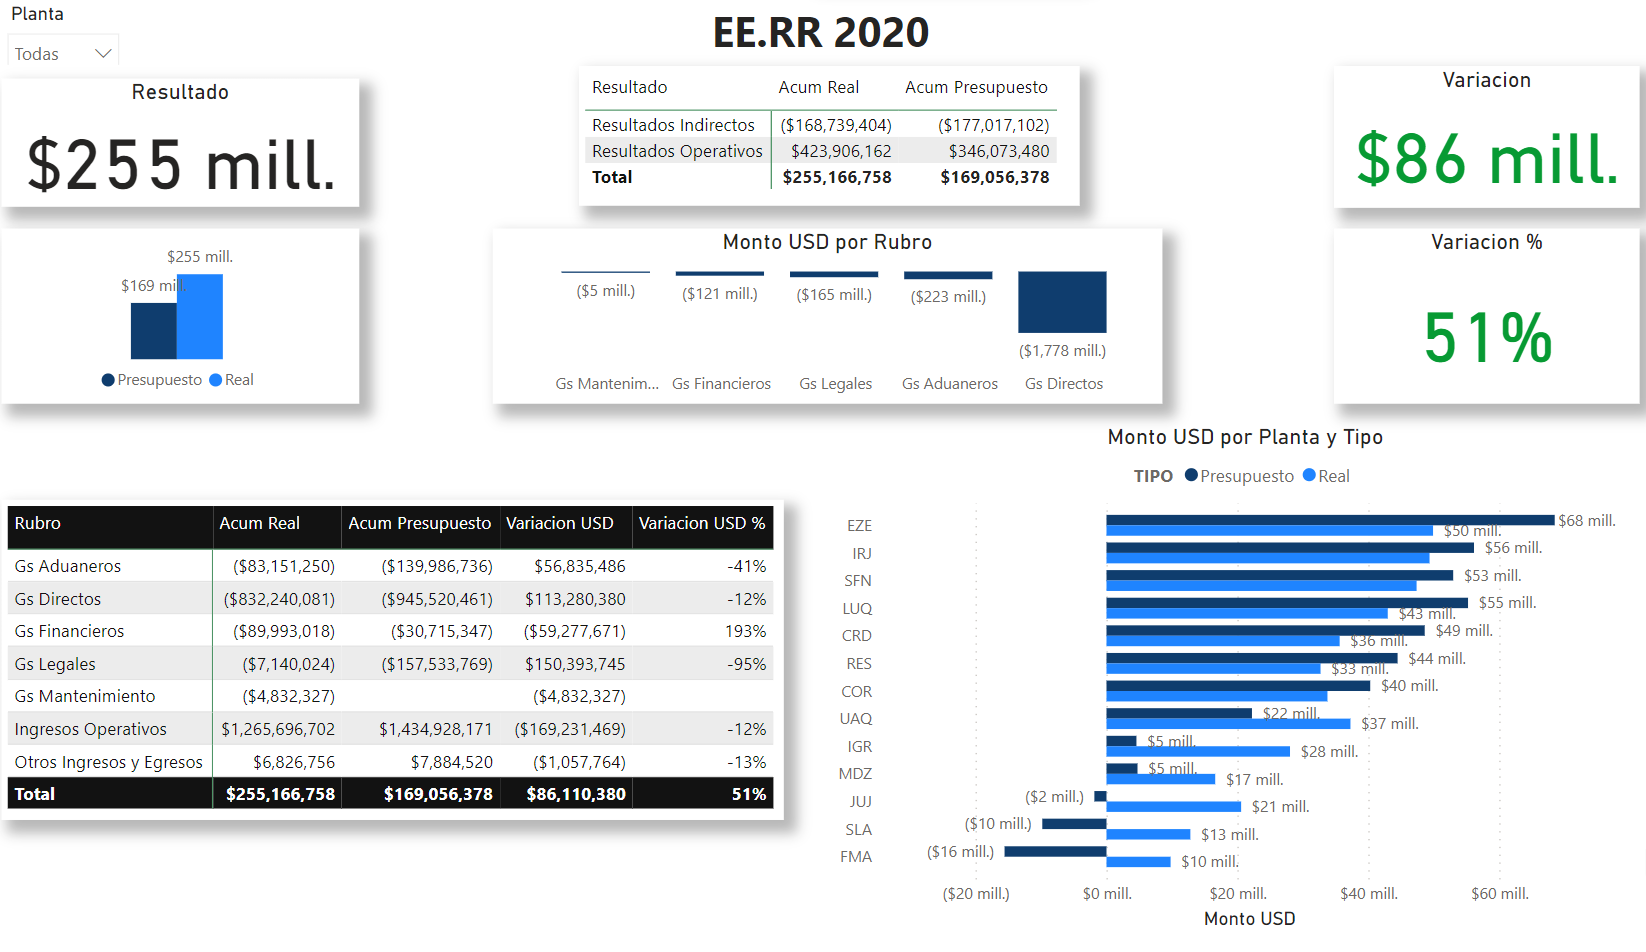 Planta
Todas
EE.RR 2020
Resultado
$255 mill.
Resultado Acum Real Acum Presupuesto
Resultados Indirectos ($168,739,404) ($177,017,102)
Resultados Operativos $423,906,162 $346,073,480
Total $255,166,758 $169,056,378
Variacion
$86 mill.
$255 mill.
$169 mil
Presupuesto Real
Monto USD por Rubro
($5 mill.) ($121 mill.) ($165 mill.) ($223 mill.) ($1,778 mill.)
Gs Mantenim... Gs Financieros Gs Legales Gs Aduaneros Gs Directos
Variacion %
51%
Rubro Acum Real Acum Presupuesto Variacion USD Variacion USD %
Gs Aduaneros ($83,151,250) ($139,986,736) $56,835,486 -41%
Gs Directos ($832,240,081) ($945,520,461) $113,280,380 -12%
Gs Financieros ($89,993,018) ($30,715,347) ($59,277,671) 193%
Gs Legales ($7,140,024) ($157,533,769) $150,393,745 -95%
Gs Mantenimiento ($4,832,327) ($4,832,327)
Ingresos Operativos $1,265,696,702 $1,434,928,171 ($169,231,469) -12%
Otros Ingresos y Egresos $6,826,756 $7,884,520 ($1,057,764) -13%
Total $255,166,758 $169,056,378 $86,110,380 51%
Monto USD por Planta y Tipo
TIPO Presupuesto Real
EZE $68 mill. $50 mill.
IRJ $56 mill.
SFN $53 mill.
LUQ $55 mill. $43 mill.
CRD $49 mill. $36 mill.
RES $44 mill. $33 mill.
COR $40 mill.
UAQ $22 mill. $37 mill.
IGR $5 mill. $28 mill.
MDZ $5 mill. $17 mill.
JUJ ($2 mill.) $21 mill.
SLA ($10 mill.) $13 mill.
FMA ($16 mill.) $10 mill.
($20 mill.) $0 mill. $20 mill. $40 mill. $60 mill.
Monto USD